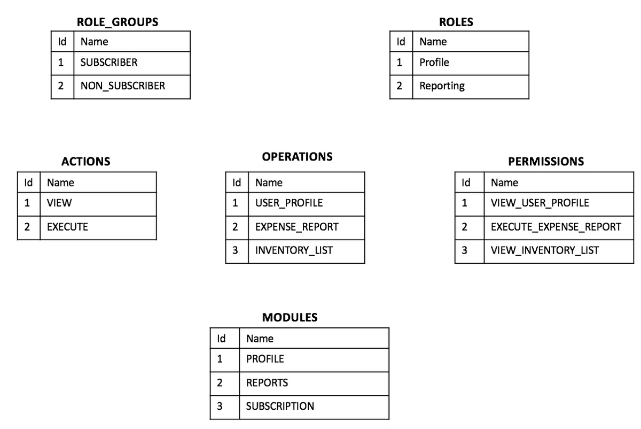 ROLE_GROUPS
Id Name
1 SUBSCRIBER
2 NON_SUBSCRIBER
ROLES
Id Name
1 Profile
2 Reporting
ACTIONS
Id Name
1 VIEW
2 EXECUTE
OPERATIONS
Id Name
1 USER_PROFILE
2 EXPENSE_REPORT
3 INVENTORY_LIST
PERMISSIONS
Id Name
1 VIEW_USER_PROFILE
2 EXECUTE_EXPENSE_REPORT
3 VIEW_INVENTORY_LIST
MODULES
Id Name
1 PROFILE
2 REPORTS
3 SUBSCRIPTION